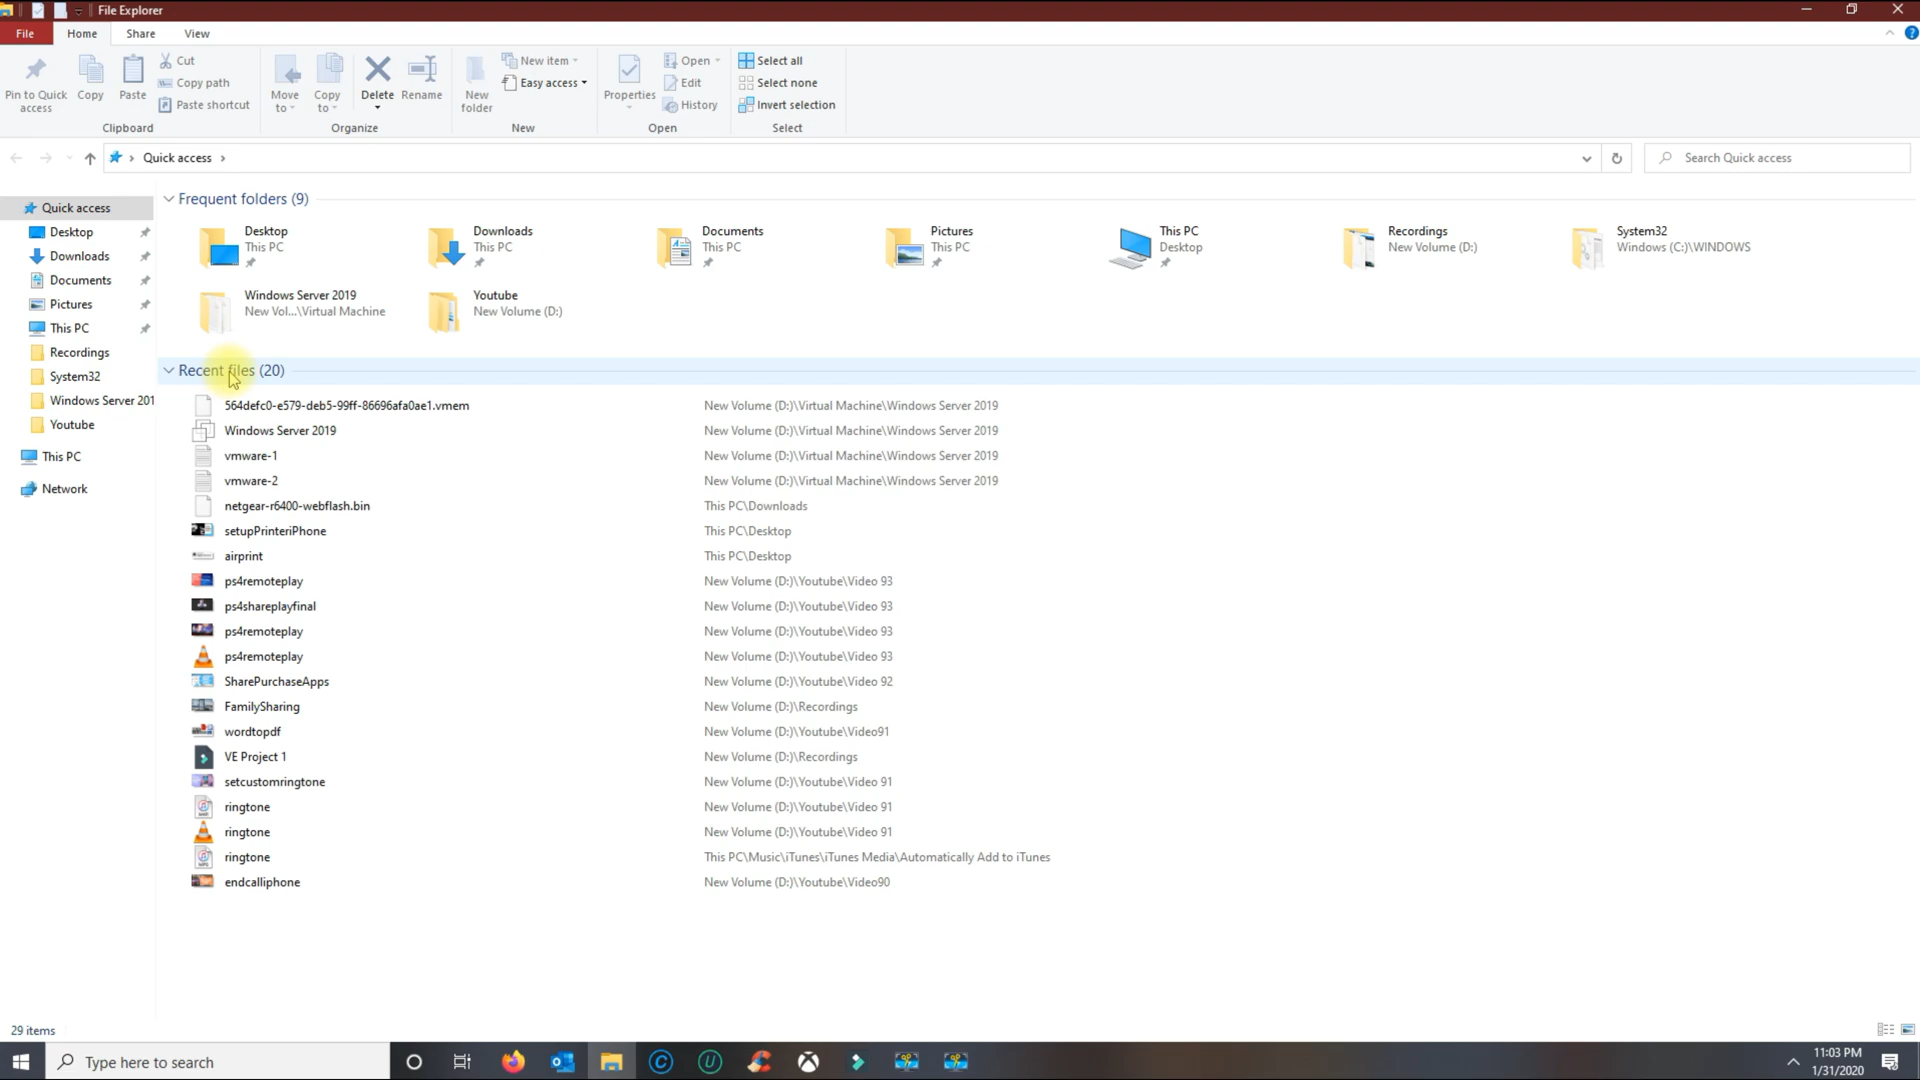 File Explorer
File Home Share View
Pin to Quick access
Copy
Paste
Cut
Copy path
Paste shortcut
Clipboard
Move to
Copy to
Delete
Rename
Organize
New folder
New item
Easy access
New
Properties
Open
Edit
History
Open
Select all
Select none
Invert selection
Select
Quick access
Search Quick access
Quick access
Desktop
Downloads
Documents
Pictures
This PC
Recordings
System32
Windows Server 201
Youtube
This PC
Network
Frequent folders (9)
Desktop
This PC
Downloads
This PC
Documents
This PC
Pictures
This PC
This PC
Desktop
Recordings
New Volume (D:)
System32
Windows (C:)\WINDOWS
Windows Server 2019
New Vol...\Virtual Machine
Youtube
New Volume (D:)
Recent files (20)
564defc0-e579-deb5-99ff-86696afa0ae1.vmem New Volume (D:)\Virtual Machine\Windows Server 2019
Windows Server 2019 New Volume (D:)\Virtual Machine\Windows Server 2019
vmware-1 New Volume (D:)\Virtual Machine\Windows Server 2019
vmware-2 New Volume (D:)\Virtual Machine\Windows Server 2019
netgear-r6400-webflash.bin This PC\Downloads
setupPrinteriPhone This PC\Desktop
airprint This PC\Desktop
ps4remoteplay New Volume (D:)\Youtube\Video 93
ps4shareplayfinal New Volume (D:)\Youtube\Video 93
ps4remoteplay New Volume (D:)\Youtube\Video 93
ps4remoteplay New Volume (D:)\Youtube\Video 93
SharePurchaseApps New Volume (D:)\Youtube\Video 92
FamilySharing New Volume (D:)\Recordings
wordtopdf New Volume (D:)\Youtube\Video91
VE Project 1 New Volume (D:)\Recordings
setcustomringtone New Volume (D:)\Youtube\Video 91
ringtone New Volume (D:)\Youtube\Video 91
ringtone New Volume (D:)\Youtube\Video 91
ringtone This PC\Music\iTunes\iTunes Media\Automatically Add to iTunes
endcalliphone New Volume (D:)\Youtube\Video90
29 items
Type here to search
11:03 PM
1/31/2020